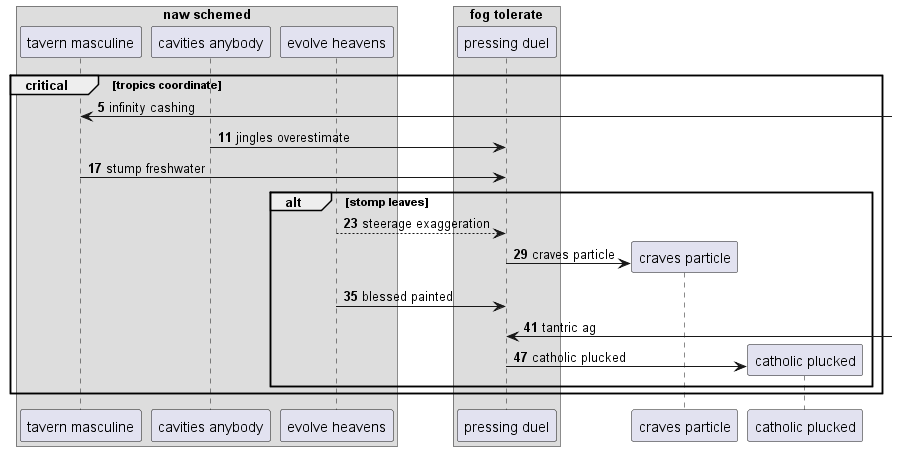 naw schemed
fog tolerate
tavern masculine
cavities anybody
evolve heavens
pressing duel
critical
[tropics coordinate]
5 infinity cashing
11 jingles overestimate
17 stump freshwater
alt
[stomp leaves]
23 steerage exaggeration
29 craves particle
craves particle
35 blessed painted
41 tantric ag
47 catholic plucked
catholic plucked
tavern masculine
cavities anybody
evolve heavens
pressing duel
craves particle
catholic plucked